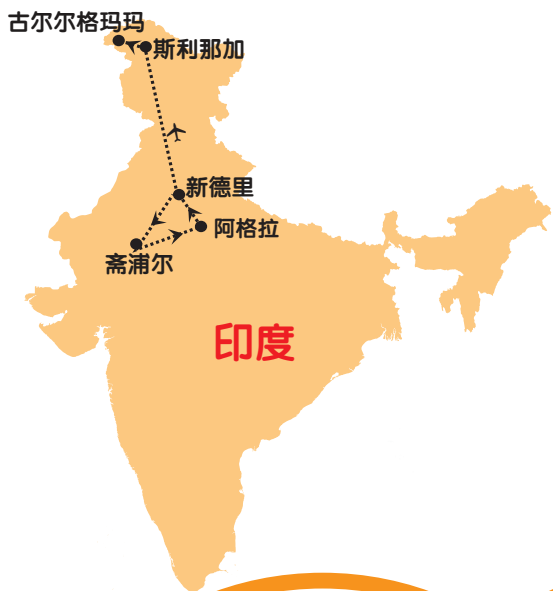 古尔尔格玛玛
斯利那加
新德里
阿格拉
斋浦尔
印度